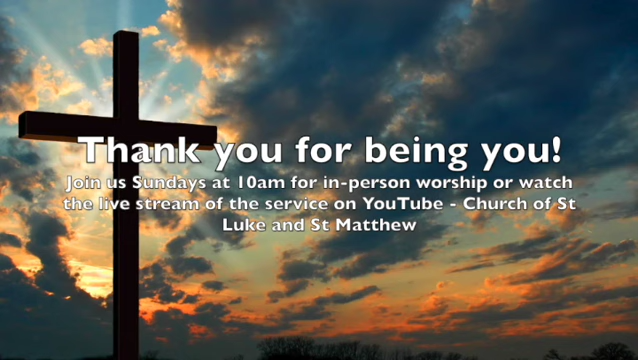 Thank you for being you!
Join us Sundays at 10am for in-person worship or watch
the live stream of the service on YouTube - Church of St
Luke and St Matthew